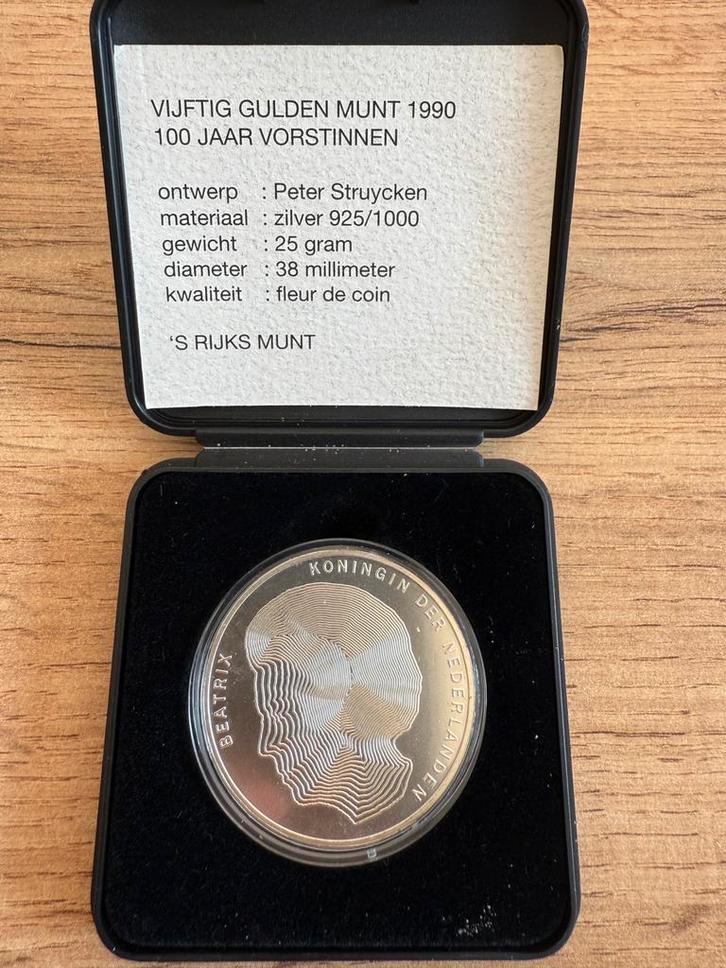 VIJFTIG GULDEN MUNT 1990
100 JAAR VORSTINNEN
ontwerp : Peter Struycken
materiaal : zilver 925/1000
gewicht : 25 gram
diameter : 38 millimeter
kwaliteit : fleur de coin
‘S RIJKS MUNT
BEATRIX
KONINGIN DER NEDERLANDEN